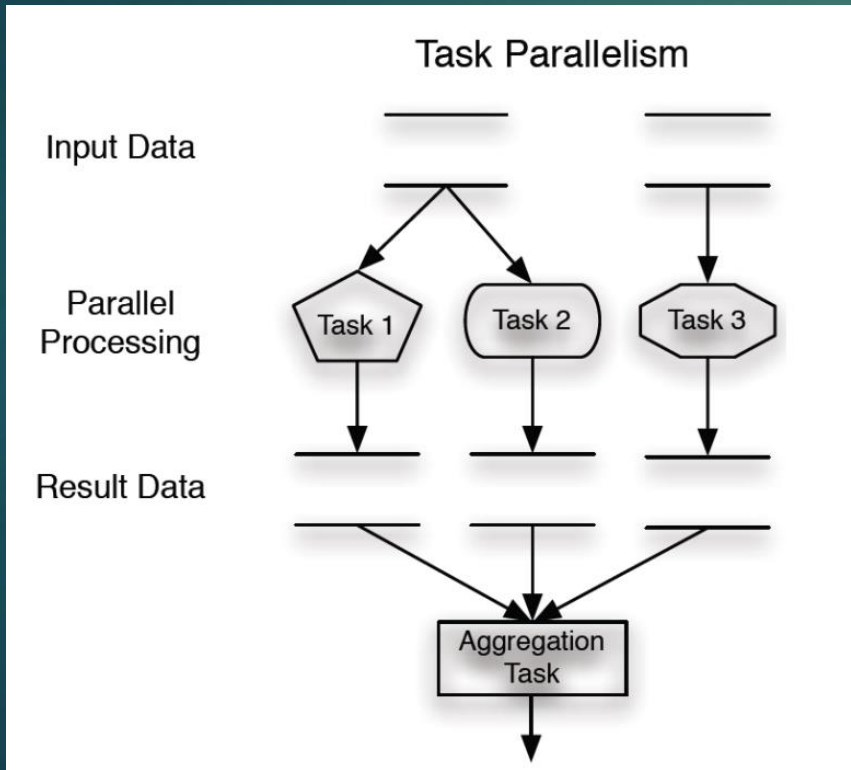 Task Parallelism
Input Data
Parallel
Processing
Task 1
Task 2
Task 3
Result Data
Aggregation
Task